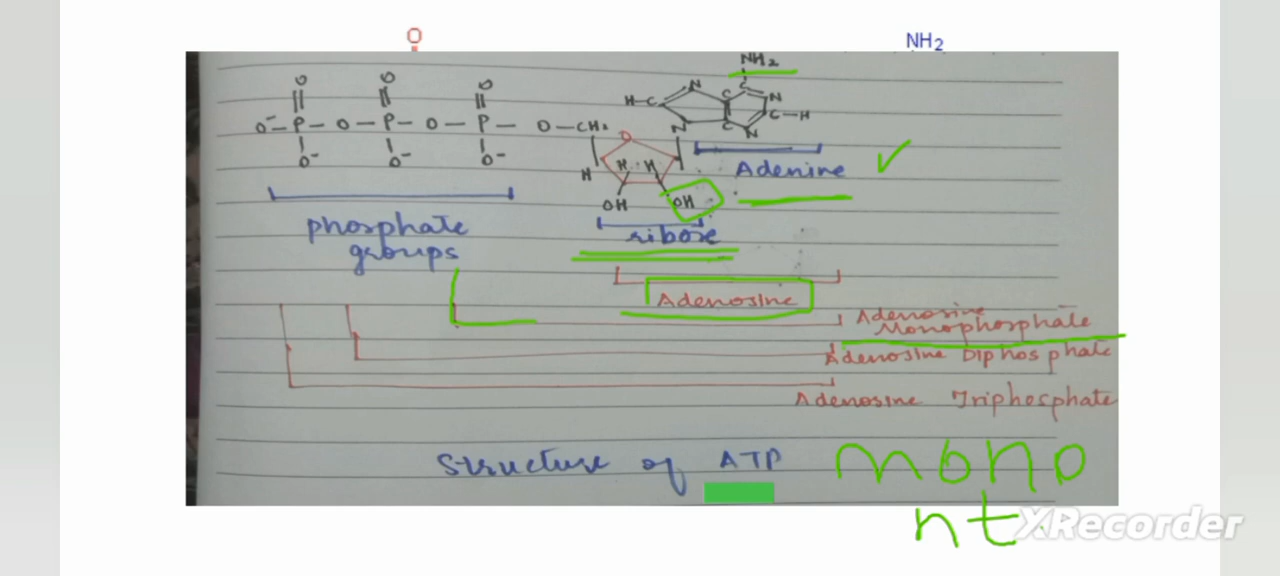 O
NH2
NH2
O O O
H-C N C N
O⁻-P-O-P-O-P-O-CH2
N C C-H
N
O⁻ O⁻ O⁻
O
H H H
Adenine
OH OH
phosphate
groups
ribose
Adenosine
Adenosine
Monophosphate
Adenosine Diphosphate
Adenosine Triphosphate
Structure of ATP
mono
nt
XRecorder